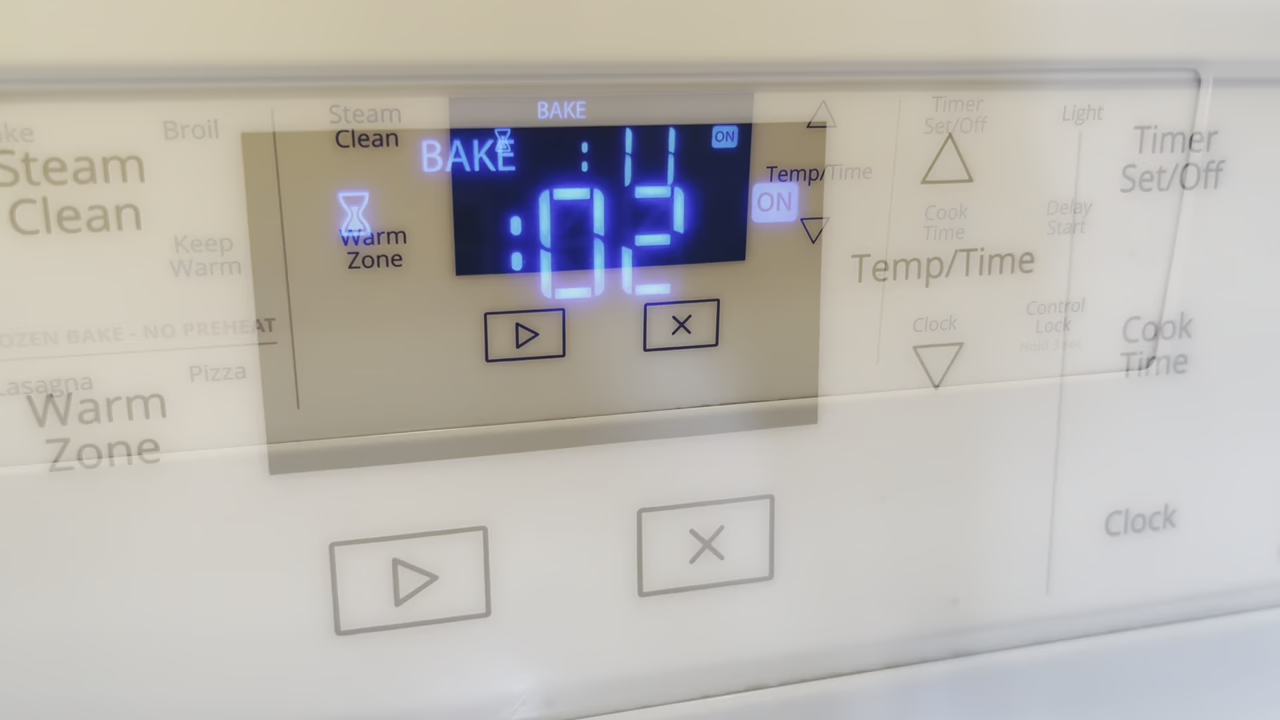 Broil
Steam
Clean
BAKE
ON
Timer
Set/Off
Light
Steam
Clean
BAKE
Temp/Time
Timer
Set/Off
:02
ON
Keep
Warm
Warm
Zone
Cook
Time
Delay
Start
Temp/Time
OZEN BAKE - NO PREHEAT
Clock
Control
Lock
Cook
Time
Lasagna
Pizza
Warm
Zone
Clock